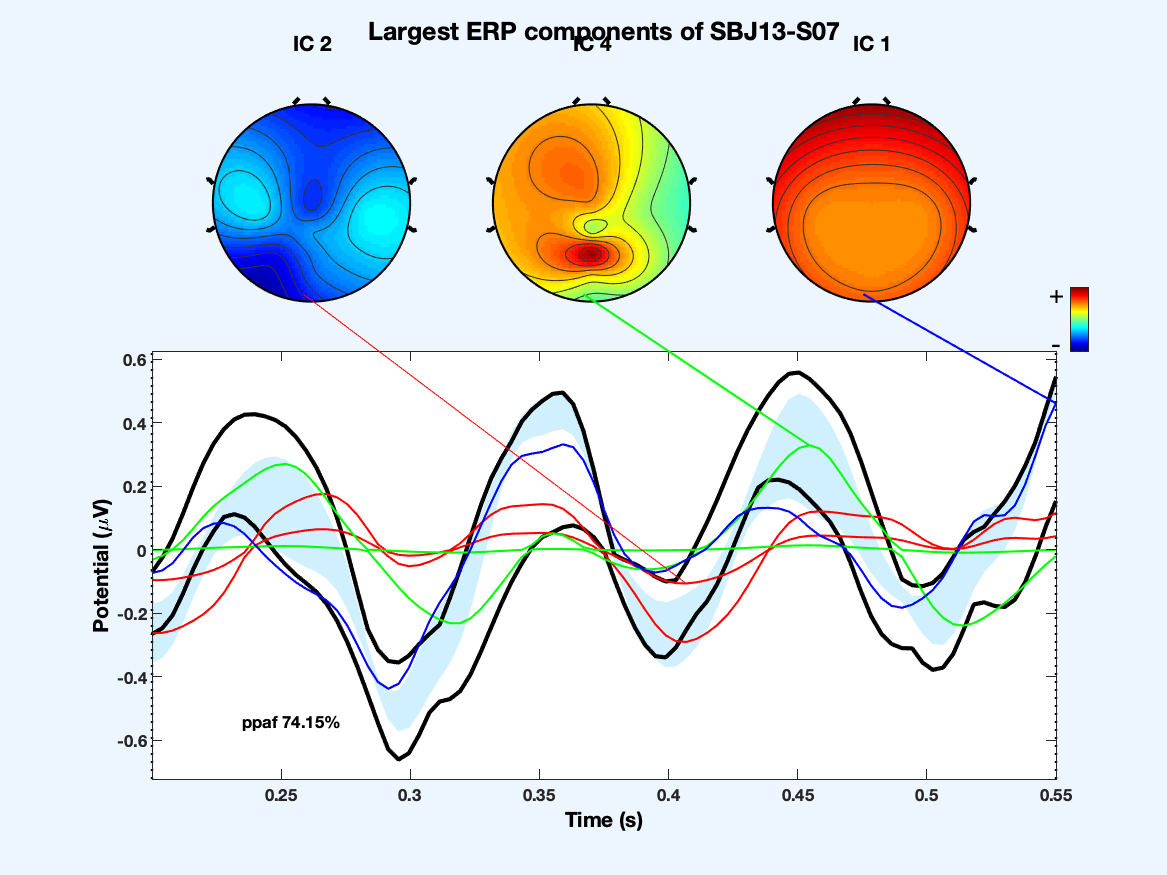 Largest ERP components of SBJ13-S07
IC 2
IC 4
IC 1
+
-
0.6
0.4
0.2
0
-0.2
-0.4
-0.6
Potential (μV)
ppaf 74.15%
0.25
0.3
0.35
0.4
0.45
0.5
0.55
Time (s)